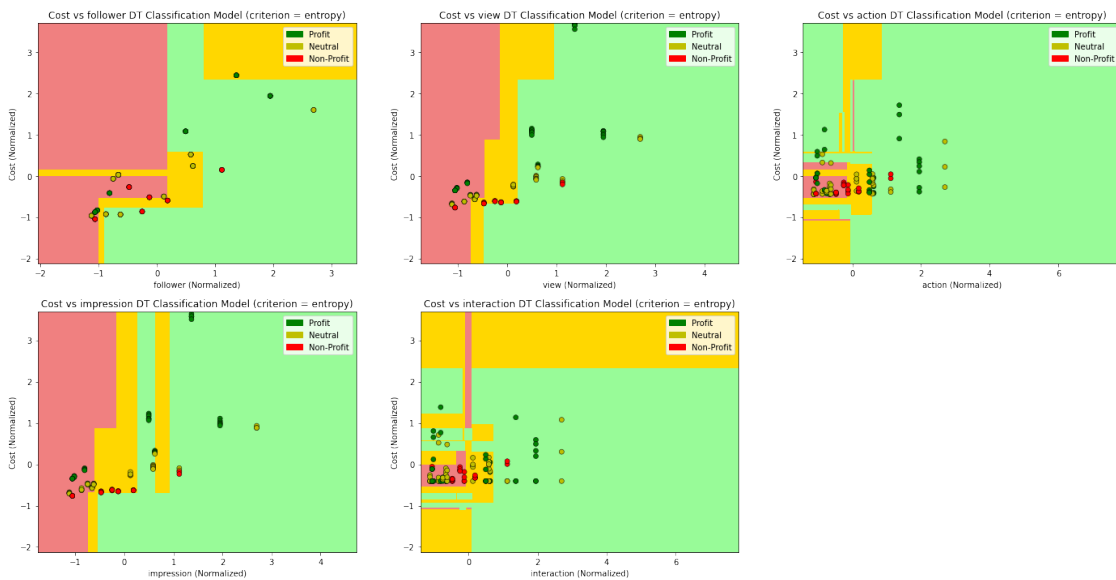 Cost vs follower DT Classification Model (criterion = entropy)
Cost (Normalized)
3
2
1
0
−1
−2
Profit
Neutral
Non-Profit
−2 −1 0 1 2 3
follower (Normalized)
Cost vs view DT Classification Model (criterion = entropy)
Cost (Normalized)
3
2
1
0
−1
−2
Profit
Neutral
Non-Profit
−1 0 1 2 3 4
view (Normalized)
Cost vs action DT Classification Model (criterion = entropy)
Cost (Normalized)
3
2
1
0
−1
−2
Profit
Neutral
Non-Profit
0 2 4 6
action (Normalized)
Cost vs impression DT Classification Model (criterion = entropy)
Cost (Normalized)
3
2
1
0
−1
−2
Profit
Neutral
Non-Profit
−1 0 1 2 3 4
impression (Normalized)
Cost vs interaction DT Classification Model (criterion = entropy)
Cost (Normalized)
3
2
1
0
−1
−2
Profit
Neutral
Non-Profit
0 2 4 6
interaction (Normalized)